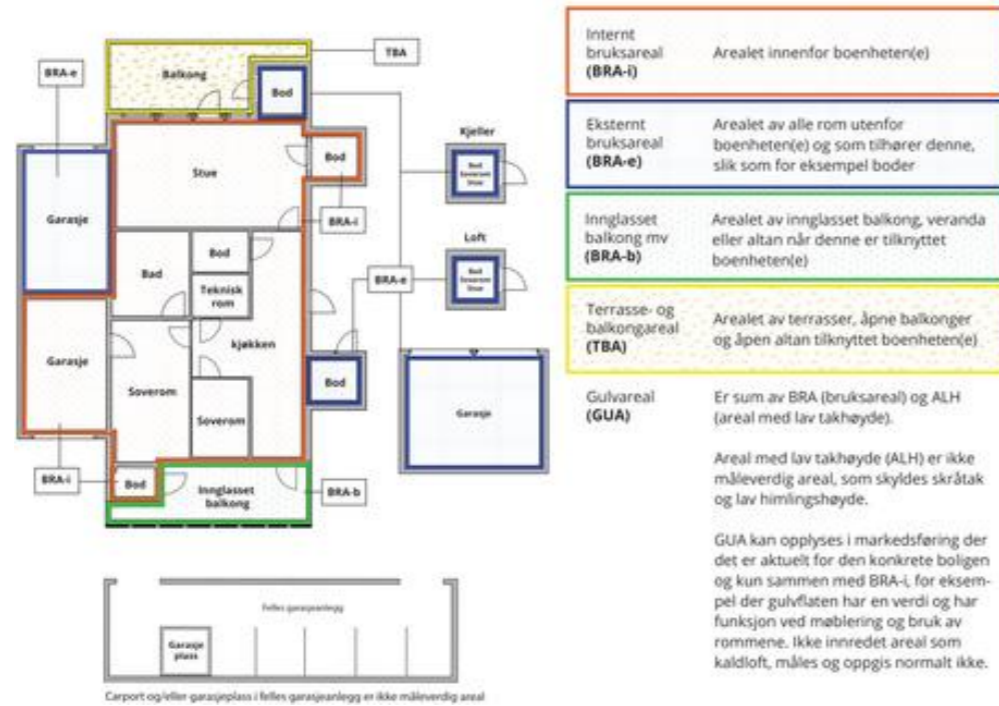 TBA
BRA-e
Balkong
Bod
Kjeller
Bod
Soverom
Stue
Stue
Bod
Garasje
BRA-i
Loft
Bod
Soverom
Stue
Bad
Bod
BRA-e
Teknisk
rom
kjøkken
Garasje
Soverom
Soverom
Bod
Garasje
BRA-i
Bod
Innglasset
balkong
BRA-b
Felles garasjeanlegg
Garasje
plass
Carport og/eller garasjeplass i felles garasjeanlegg er ikke måleverdig areal
Internt
bruksareal
(BRA-i)
Arealet innenfor boenheten(e)
Eksternt
bruksareal
(BRA-e)
Arealet av alle rom utenfor
boenheten(e) og som tilhører denne,
slik som for eksempel boder
Innglasset
balkong mv
(BRA-b)
Arealet av innglasset balkong, veranda
eller altan når denne er tilknyttet
boenheten(e)
Terrasse- og
balkongareal
(TBA)
Arealet av terrasser, åpne balkonger
og åpen altan tilknyttet boenheten(e)
Gulvareal
(GUA)
Er sum av BRA (bruksareal) og ALH
(areal med lav takhøyde).
Areal med lav takhøyde (ALH) er ikke
måleverdig areal, som skyldes skråtak
og lav himlingshøyde.
GUA kan opplyses i markedsføring der
det er aktuelt for den konkrete boligen
og kun sammen med BRA-i, for eksem-
pel der gulvflaten har en verdi og har
funksjon ved møblering og bruk av
rommene. Ikke innredet areal som
kaldloft, måles og oppgis normalt ikke.